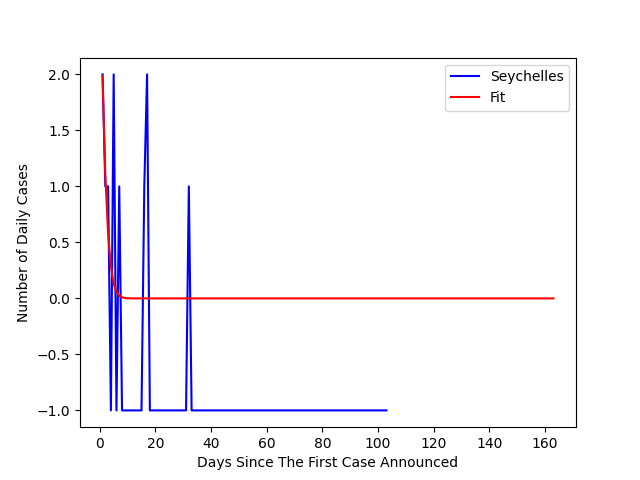 Seychelles
Fit
2.0
1.5
1.0
0.5
0.0
−0.5
−1.0
Number of Daily Cases
0 20 40 60 80 100 120 140 160
Days Since The First Case Announced